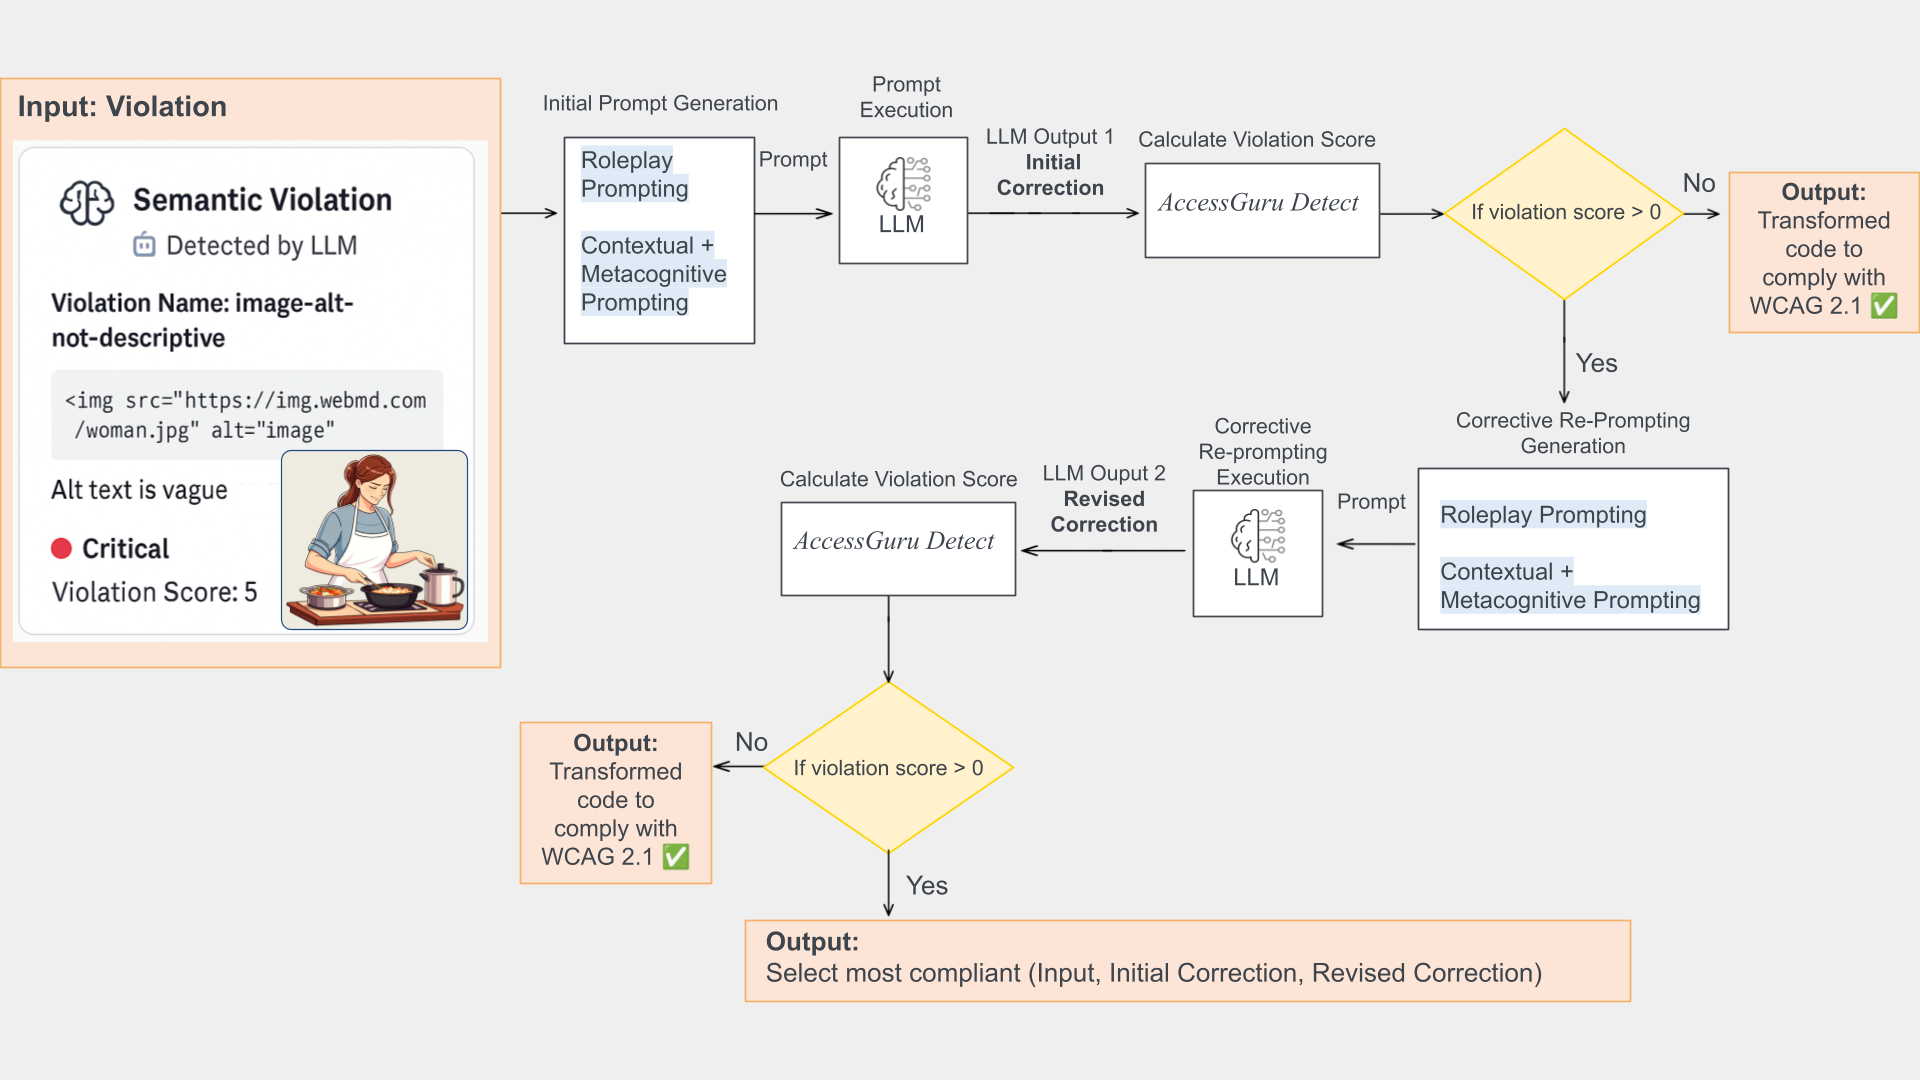 Input: Violation
Semantic Violation
Detected by LLM
Violation Name: image-alt-
not-descriptive
<img src="https://img.webmd.com
/woman.jpg" alt="image"
Alt text is vague
Critical
Violation Score: 5
Initial Prompt Generation
Roleplay
Prompting
Contextual +
Metacognitive
Prompting
Prompt
Prompt
Execution
LLM
LLM Output 1
Initial
Correction
Calculate Violation Score
AccessGuru Detect
If violation score > 0
No
Output:
Transformed
code to
comply with
WCAG 2.1 ✅
Yes
Corrective Re-Prompting
Generation
Roleplay Prompting
Contextual +
Metacognitive Prompting
Prompt
Corrective
Re-prompting
Execution
LLM
LLM Ouput 2
Revised
Correction
Calculate Violation Score
AccessGuru Detect
If violation score > 0
No
Output:
Transformed
code to
comply with
WCAG 2.1 ✅
Yes
Output:
Select most compliant (Input, Initial Correction, Revised Correction)